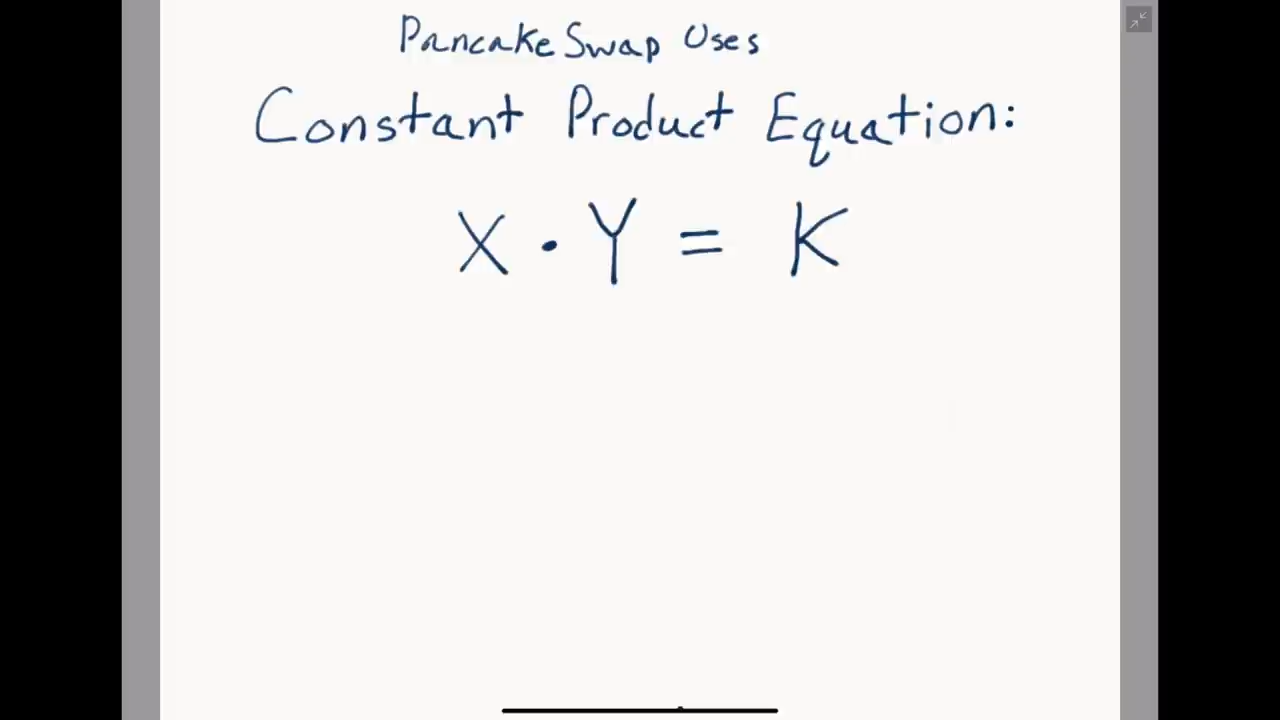 PancakeSwap Uses
Constant Product Equation:
X · Y = K